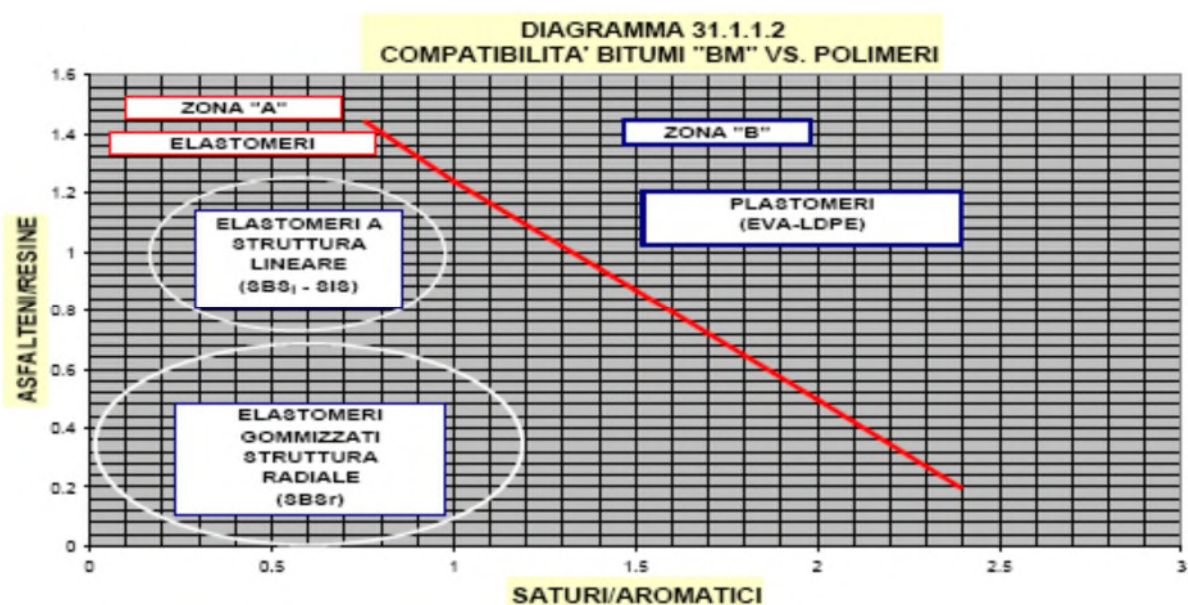 DIAGRAMMA 31.1.1.2
COMPATIBILITA' BITUMI "BM" VS. POLIMERI
1.6
ZONA "A"
ZONA "B"
1.4
ELASTOMERI
1.2
PLASTOMERI
(EVA-LDPE)
ELASTOMERI A
STRUTTURA
LINEARE
(SBSl - SIS)
1
0.8
0.6
ELASTOMERI
GOMMIZZATI
STRUTTURA
RADIALE
(SBSr)
0.4
0.2
0
ASFALTENI/RESINE
0 0.5 1 1.5 2 2.5 3
SATURI/AROMATICI